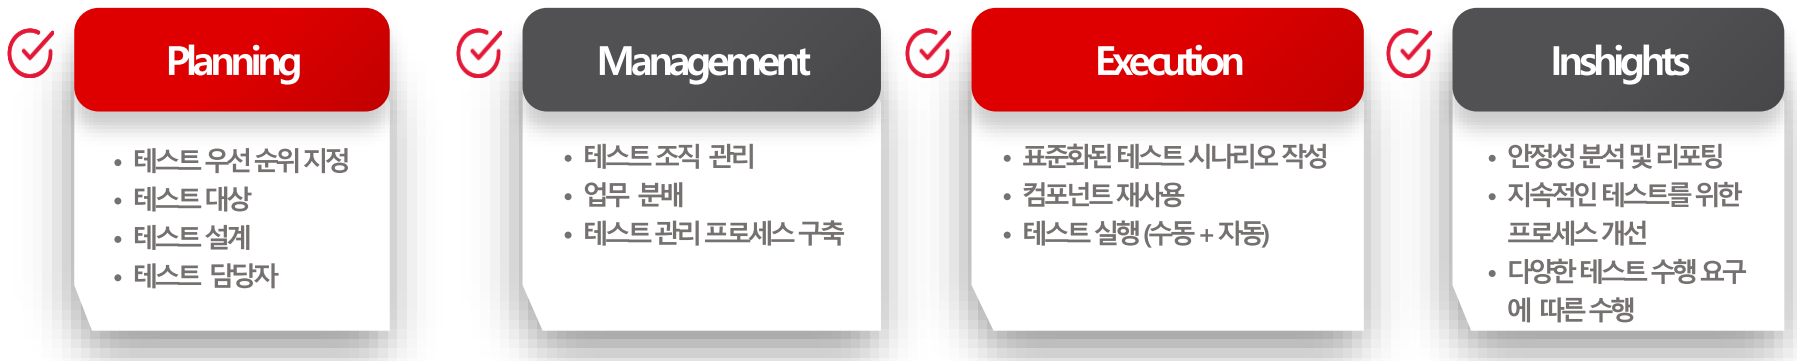 Planning
• 테스트 우선 순위 지정
• 테스트 대상
• 테스트 설계
• 테스트 담당자
Management
• 테스트 조직 관리
• 업무 분배
• 테스트 관리 프로세스 구축
Execution
• 표준화된 테스트 시나리오 작성
• 컴포넌트 재사용
• 테스트 실행 (수동 + 자동)
Inshights
• 안정성 분석 및 리포팅
• 지속적인 테스트를 위한
프로세스 개선
• 다양한 테스트 수행 요구
에 따른 수행